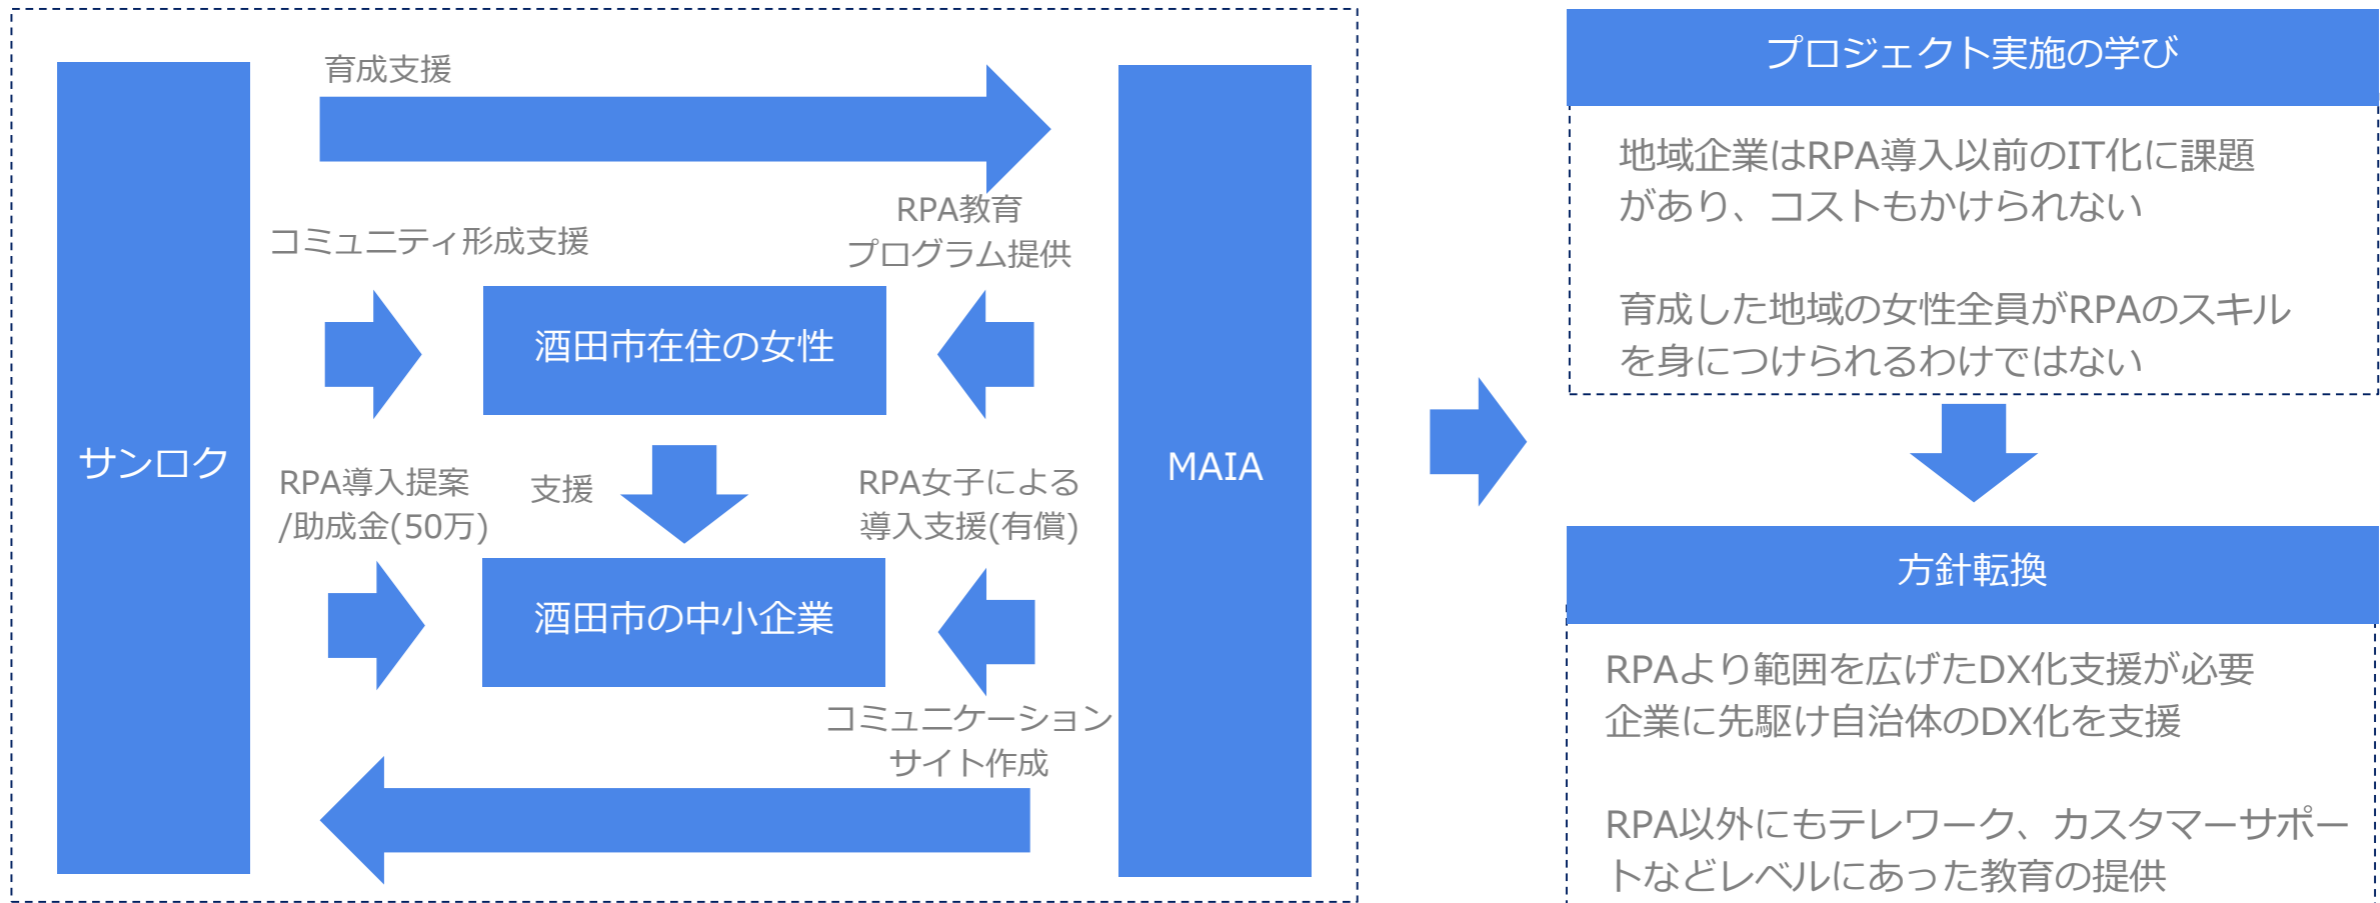 育成支援
コミュニティ形成支援
RPA教育
プログラム提供
酒田市在住の女性
サンロク
MAIA
RPA導入提案
/助成金(50万)
支援
RPA女子による
導入支援(有償)
酒田市の中小企業
コミュニケーション
サイト作成
プロジェクト実施の学び
地域企業はRPA導入以前のIT化に課題
があり、コストもかけられない
育成した地域の女性全員がRPAのスキル
を身につけられるわけではない
方針転換
RPAより範囲を広げたDX化支援が必要
企業に先駆け自治体のDX化を支援
RPA以外にもテレワーク、カスタマーサポー
トなどレベルにあった教育の提供